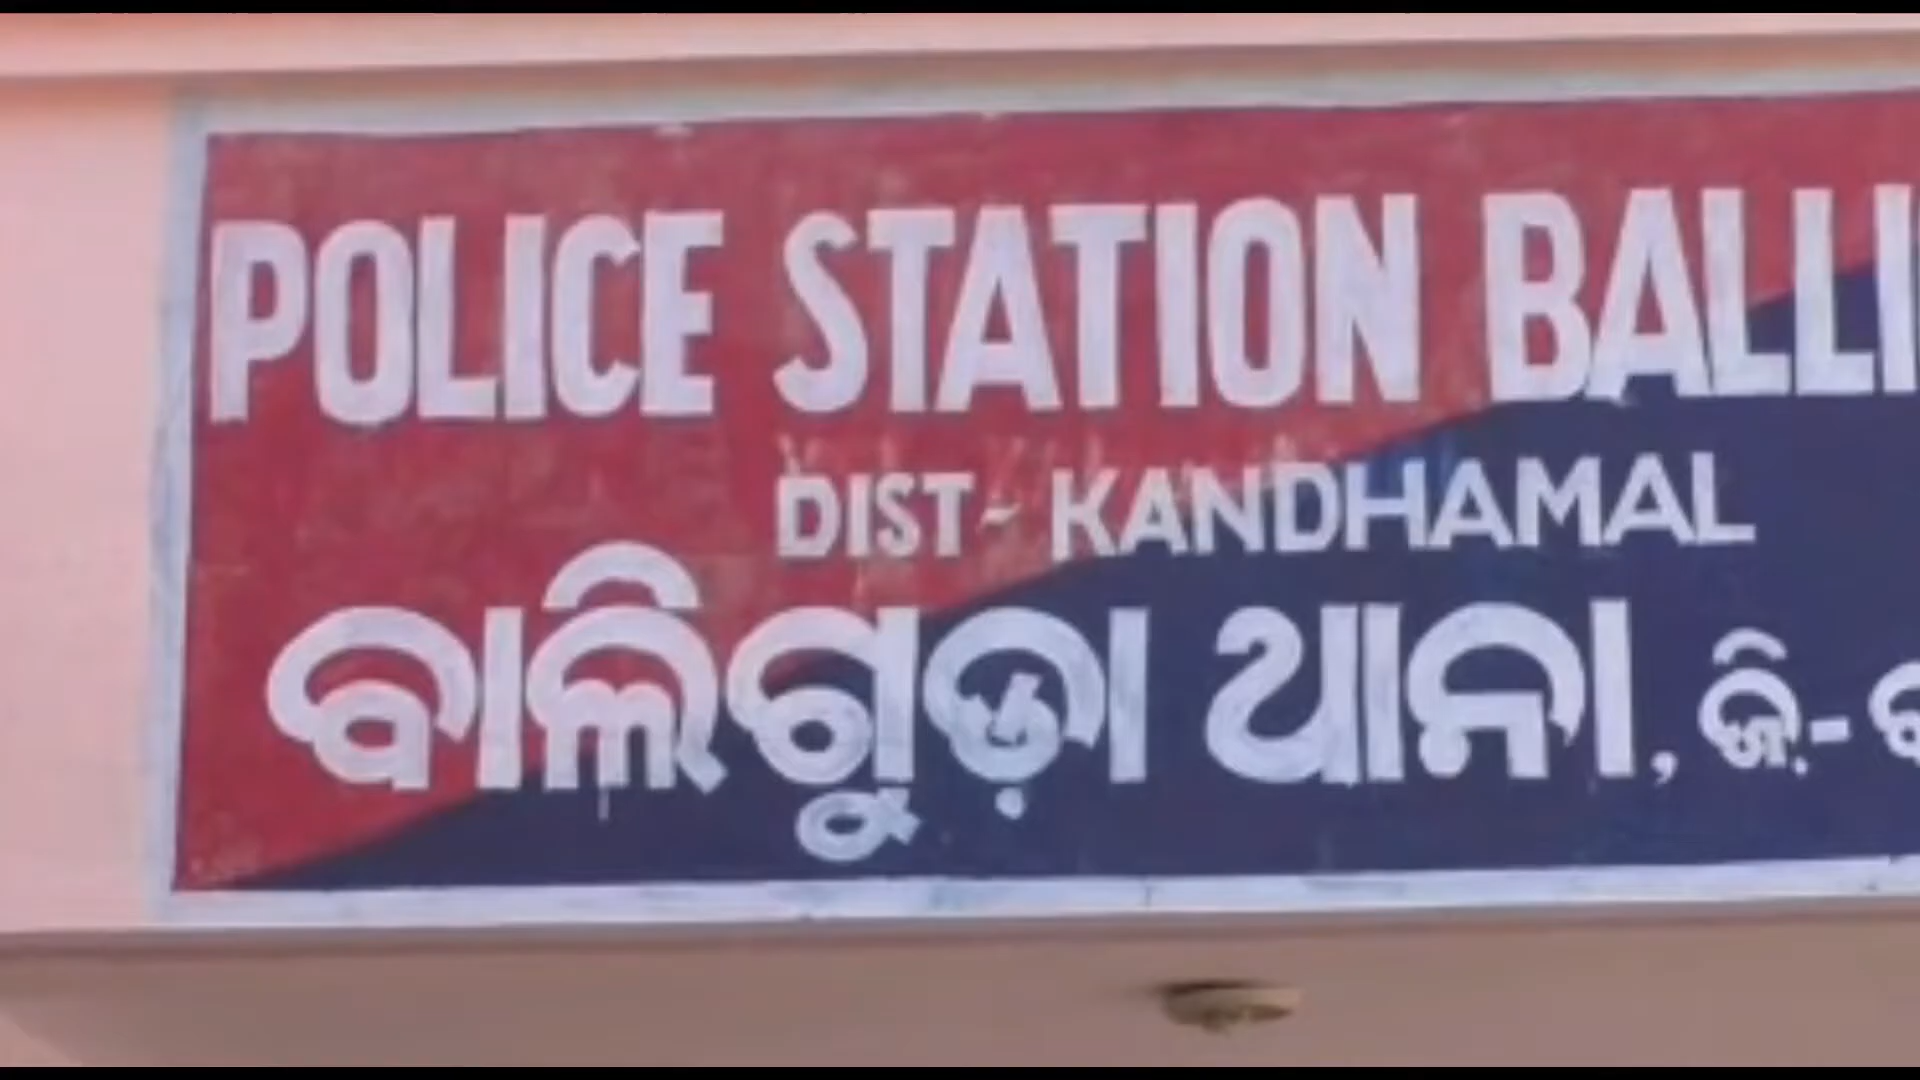 POLICE STATION BALLI
DIST - KANDHAMAL
ବାଲିଗୁଡ଼ା ଥାନା, ଜି.-